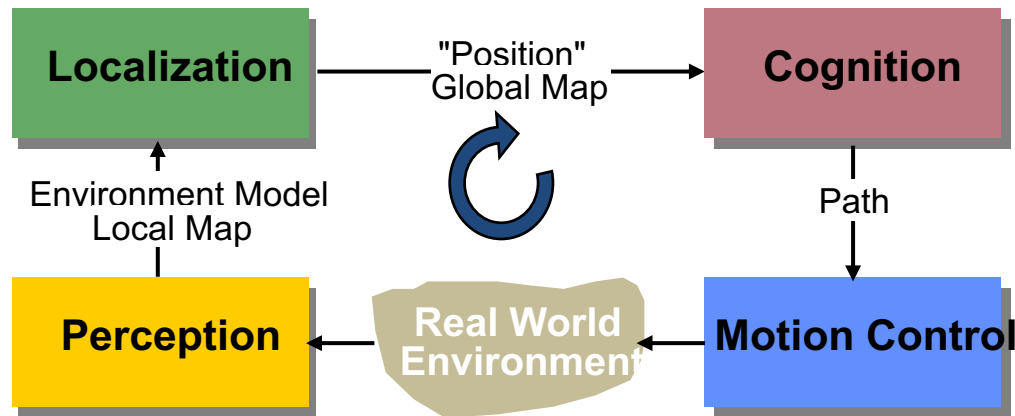 Localization
"Position"
Global Map
Cognition
Environment Model
Local Map
Path
Perception
Real World
Environment
Motion Control